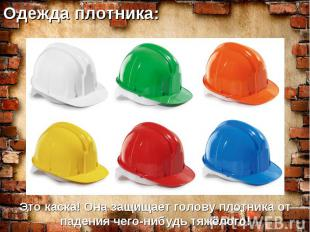 Одежда плотника:
Это каска! Она защищает голову плотника от
падения чего-нибудь тяжёлого!